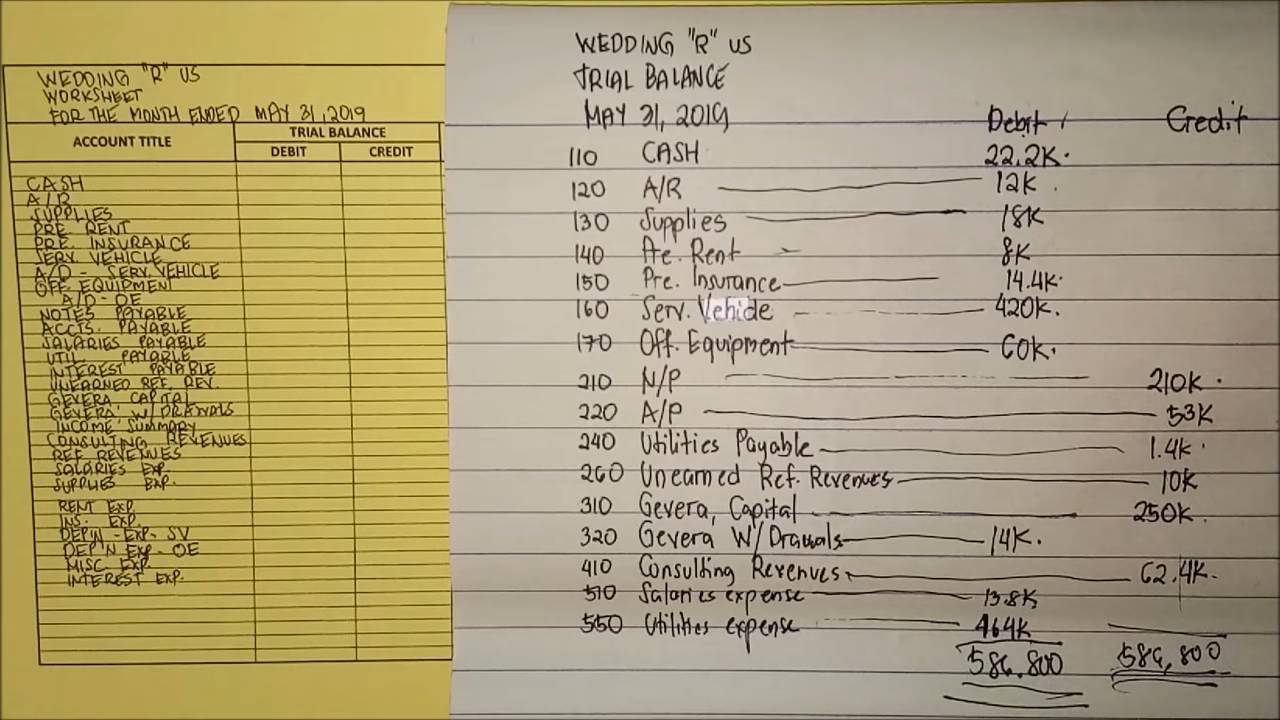 WEDDING "R" US
WORKSHEET
FOR THE MONTH ENDED MAY 31, 2019
ACCOUNT TITLE TRIAL BALANCE
DEBIT CREDIT
CASH
A/R
SUPPLIES
PRE. RENT
PRE. INSURANCE
SERV. VEHICLE
A/D - SERV. VEHICLE
OFF EQUIPMENT
A/D-OE
NOTES PAYABLE
ACCTS. PAYABLE
SALARIES PAYABLE
UTIL. PAYABLE
INTEREST PAYABLE
UNEARNED REF. REV.
GEVERA CAPITAL
GEVERA W/DRAWALS
INCOME SUMMARY
CONSULTING REVENUES
REF. REVENUES
SALARIES EXP.
SUPPLIES EXP.
RENT EXP.
INS. EXP.
DEP'N - EXP- SV
DEP'N EXP - OE
MISC. EXP.
INTEREST EXP.
WEDDING "R" US
TRIAL BALANCE
MAY 31, 2019
Debit Credit
110 CASH 22.2K
120 A/R 12K
130 Supplies 18K
140 Pre. Rent 8K
150 Pre. Insurance 14.4K
160 Serv. Vehicle 420K
170 Off. Equipment 60K
210 N/P 210K
220 A/P 53K
240 Utilities Payable 1.4K
260 Unearned Ref. Revenues 10K
310 Gevera, Capital 250K
320 Gevera W/Drawals 14K
410 Consulting Revenues 62.4K
510 Salaries expense 13.8K
550 Utilities expense
586,800 586,800